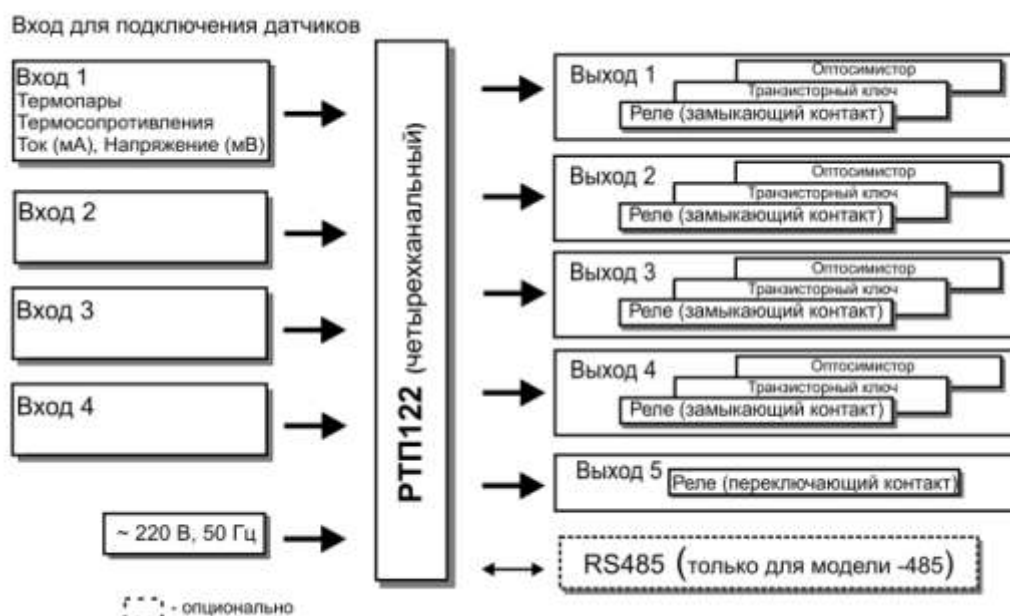 Вход для подключения датчиков
Вход 1
Термопары
Термосопротивления
Ток (мА), Напряжение (мВ)
Вход 2
Вход 3
Вход 4
~ 220 В, 50 Гц
- опционально
РТП122 (четырехканальный)
Выход 1
Оптосимистор
Транзисторный ключ
Реле (замыкающий контакт)
Выход 2
Оптосимистор
Транзисторный ключ
Реле (замыкающий контакт)
Выход 3
Оптосимистор
Транзисторный ключ
Реле (замыкающий контакт)
Выход 4
Оптосимистор
Транзисторный ключ
Реле (замыкающий контакт)
Выход 5
Реле (переключающий контакт)
RS485 (только для модели -485)